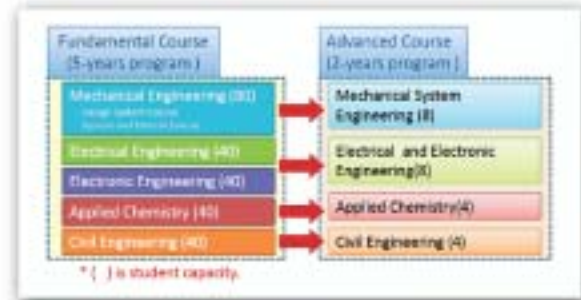 Fundamental Course
(5-years program )
Mechanical Engineering (80)
Electrical Engineering (40)
Electronic Engineering (40)
Applied Chemistry (40)
Civil Engineering (40)
Advanced Course
(2-years program )
Mechanical System
Engineering (8)
Electrical and Electronic
Engineering(8)
Applied Chemistry(4)
Civil Engineering (4)
* ( ) is student capacity.